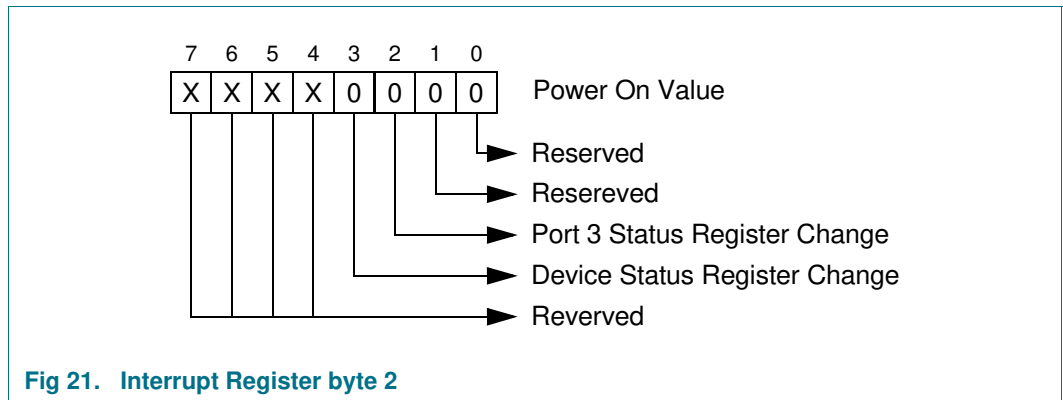 7 6 5 4 3 2 1 0
X X X X 0 0 0 0 Power On Value
Reserved
Resereved
Port 3 Status Register Change
Device Status Register Change
Reverved
Fig 21. Interrupt Register byte 2